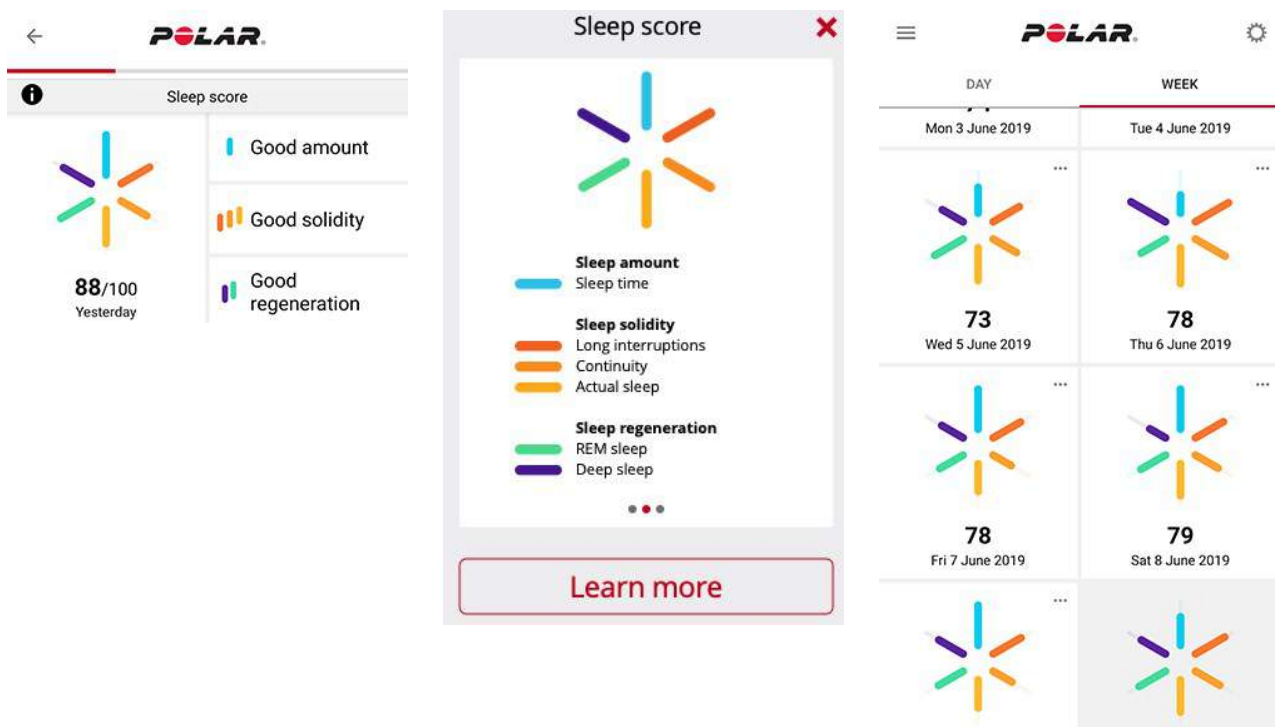 POLAR
Sleep score
Good amount
Good solidity
Good
regeneration
88/100
Yesterday
Sleep score
Sleep amount
Sleep time
Sleep solidity
Long interruptions
Continuity
Actual sleep
Sleep regeneration
REM sleep
Deep sleep
Learn more
POLAR
DAY
WEEK
Mon 3 June 2019
Tue 4 June 2019
73
Wed 5 June 2019
78
Thu 6 June 2019
78
Fri 7 June 2019
79
Sat 8 June 2019